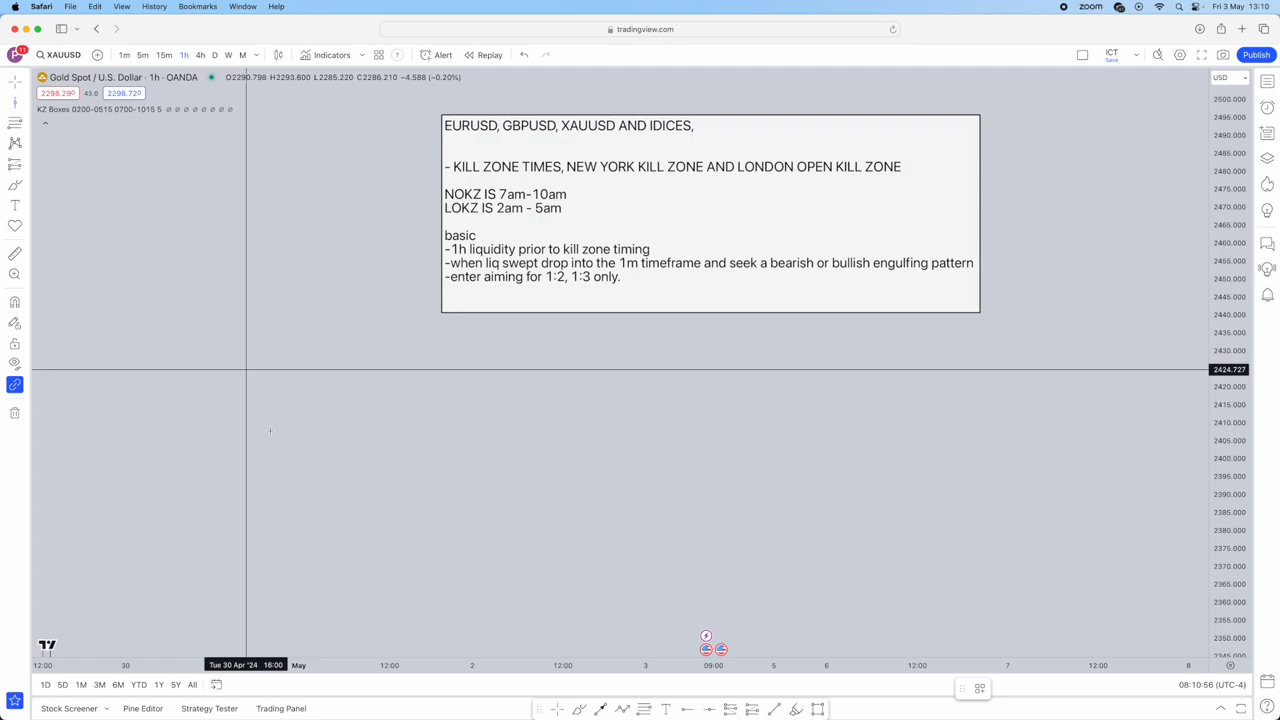 Safari File Edit View History Bookmarks Window Help
zoom Fri 3 May 13:10
tradingview.com
11
XAUUSD 1m 5m 15m 1h 4h D W M Indicators Alert Replay ICT Save Publish
Gold Spot / U.S. Dollar · 1h · OANDA O2290.798 H2293.600 L2285.220 C2286.210 −4.588 (−0.20%)
2298.290 43.0 2298.720
KZ Boxes 0200-0515 0700-1015 5 ∅ ∅ ∅ ∅ ∅ ∅ ∅ ∅
EURUSD, GBPUSD, XAUUSD AND IDICES,
- KILL ZONE TIMES, NEW YORK KILL ZONE AND LONDON OPEN KILL ZONE
NOKZ IS 7am-10am
LOKZ IS 2am - 5am
basic
-1h liquidity prior to kill zone timing
-when liq swept drop into the 1m timeframe and seek a bearish or bullish engulfing pattern
-enter aiming for 1:2, 1:3 only.
USD
2500.000
2495.000
2490.000
2485.000
2480.000
2475.000
2470.000
2465.000
2460.000
2455.000
2450.000
2445.000
2440.000
2435.000
2430.000
2424.727
2420.000
2415.000
2410.000
2405.000
2400.000
2395.000
2390.000
2385.000
2380.000
2375.000
2370.000
2365.000
2360.000
2355.000
2350.000
2345.000
12:00 30 Tue 30 Apr '24 16:00 May 12:00 2 12:00 3 09:00 5 6 12:00 7 12:00 8
1D 5D 1M 3M 6M YTD 1Y 5Y All
08:10:56 (UTC-4)
Stock Screener Pine Editor Strategy Tester Trading Panel